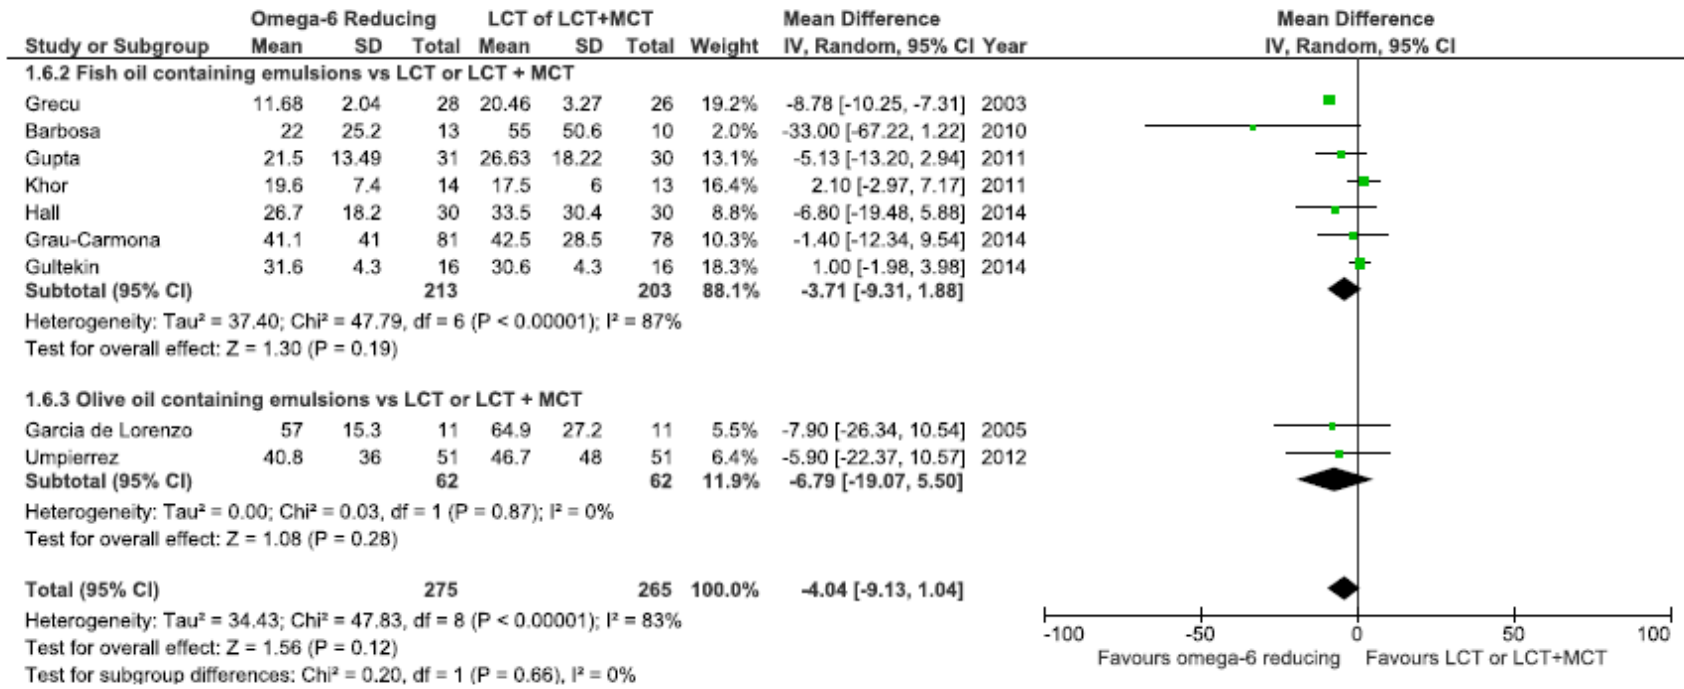 Omega-6 Reducing LCT of LCT+MCT Mean Difference Mean Difference
Study or Subgroup Mean SD Total Mean SD Total Weight IV, Random, 95% CI Year IV, Random, 95% CI
1.6.2 Fish oil containing emulsions vs LCT or LCT + MCT
Grecu 11.68 2.04 28 20.46 3.27 26 19.2% -8.78 [-10.25, -7.31] 2003
Barbosa 22 25.2 13 55 50.6 10 2.0% -33.00 [-67.22, 1.22] 2010
Gupta 21.5 13.49 31 26.63 18.22 30 13.1% -5.13 [-13.20, 2.94] 2011
Khor 19.6 7.4 14 17.5 6 13 16.4% 2.10 [-2.97, 7.17] 2011
Hall 26.7 18.2 30 33.5 30.4 30 8.8% -6.80 [-19.48, 5.88] 2014
Grau-Carmona 41.1 41 81 42.5 28.5 78 10.3% -1.40 [-12.34, 9.54] 2014
Gultekin 31.6 4.3 16 30.6 4.3 16 18.3% 1.00 [-1.98, 3.98] 2014
Subtotal (95% CI) 213 203 88.1% -3.71 [-9.31, 1.88]
Heterogeneity: Tau² = 37.40; Chi² = 47.79, df = 6 (P < 0.00001); I² = 87%
Test for overall effect: Z = 1.30 (P = 0.19)
1.6.3 Olive oil containing emulsions vs LCT or LCT + MCT
Garcia de Lorenzo 57 15.3 11 64.9 27.2 11 5.5% -7.90 [-26.34, 10.54] 2005
Umpierrez 40.8 36 51 46.7 48 51 6.4% -5.90 [-22.37, 10.57] 2012
Subtotal (95% CI) 62 62 11.9% -6.79 [-19.07, 5.50]
Heterogeneity: Tau² = 0.00; Chi² = 0.03, df = 1 (P = 0.87); I² = 0%
Test for overall effect: Z = 1.08 (P = 0.28)
Total (95% CI) 275 265 100.0% -4.04 [-9.13, 1.04]
Heterogeneity: Tau² = 34.43; Chi² = 47.83, df = 8 (P < 0.00001); I² = 83%
Test for overall effect: Z = 1.56 (P = 0.12)
Test for subgroup differences: Chi² = 0.20, df = 1 (P = 0.66), I² = 0%
-100 -50 0 50 100
Favours omega-6 reducing Favours LCT or LCT+MCT